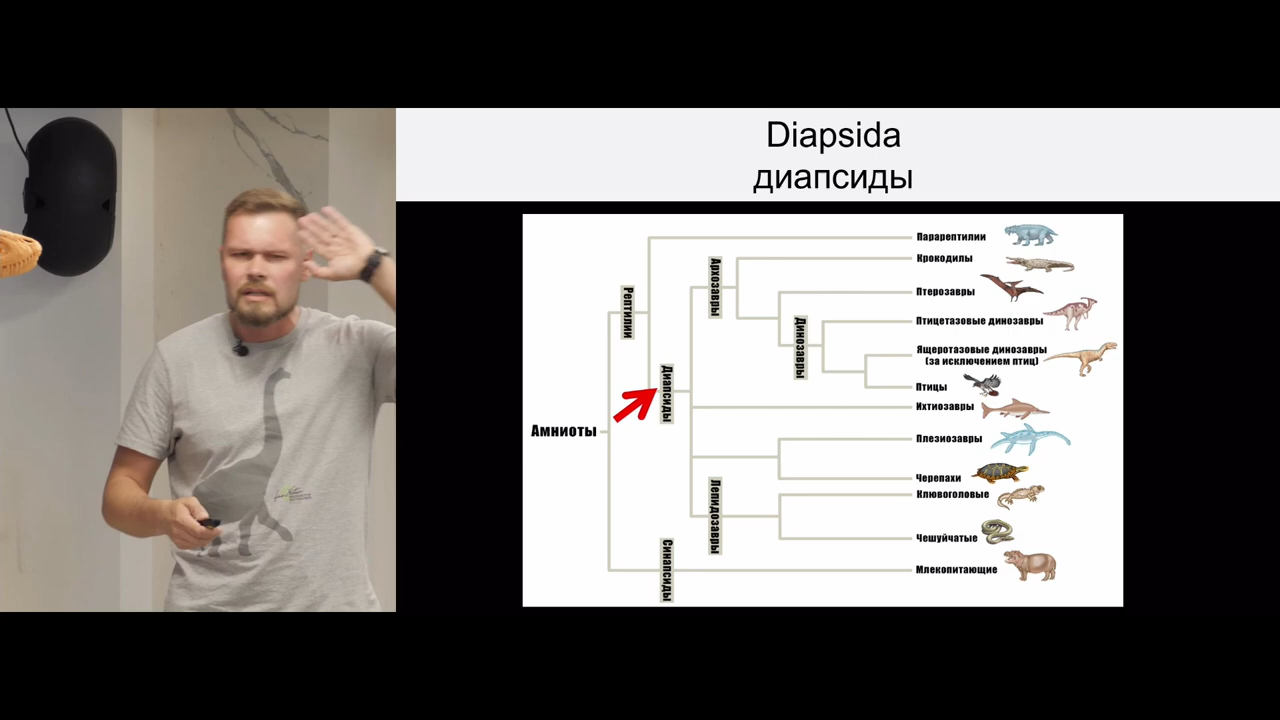 Diapsida
диапсиды
Парарептилии
Крокодилы
Архозавры
Птерозавры
Рептилии
Птицетазовые динозавры
Динозавры
Ящеротазовые динозавры
(за исключением птиц)
Птицы
Диапсиды
Ихтиозавры
Амниоты
Плезиозавры
Черепахи
Клювоголовые
Лепидозавры
Чешуйчатые
Синапсиды
Млекопитающие